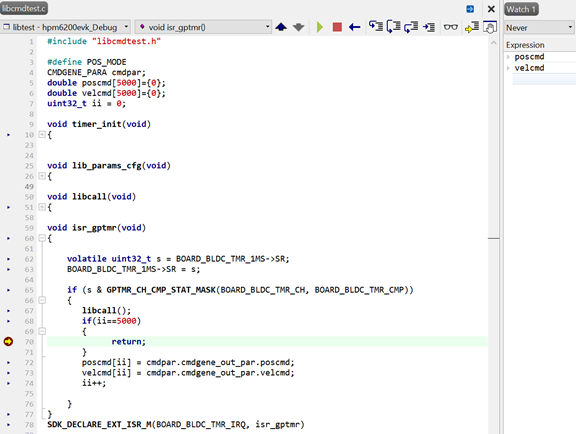 libcmdtest.c
Watch 1
libtest - hpm6200evk_Debug
void isr_gptmr()
Never
Expression
poscmd
velcmd
1 #include "libcmdtest.h"
2
3 #define POS_MODE
4 CMDGENE_PARA cmdpar;
5 double poscmd[5000]={0};
6 double velcmd[5000]={0};
7 uint32_t ii = 0;
8
9 void timer_init(void)
10 {
23
24
25 void lib_params_cfg(void)
26 {
49
50 void libcall(void)
51 {
58
59 void isr_gptmr(void)
60 {
61
62 volatile uint32_t s = BOARD_BLDC_TMR_1MS->SR;
63 BOARD_BLDC_TMR_1MS->SR = s;
64
65 if (s & GPTMR_CH_CMP_STAT_MASK(BOARD_BLDC_TMR_CH, BOARD_BLDC_TMR_CMP))
66 {
67 libcall();
68 if(ii==5000)
69 {
70 return;
71 }
72 poscmd[ii] = cmdpar.cmdgene_out_par.poscmd;
73 velcmd[ii] = cmdpar.cmdgene_out_par.velcmd;
74 ii++;
75
76 }
77 }
78 SDK_DECLARE_EXT_ISR_M(BOARD_BLDC_TMR_IRQ, isr_gptmr)